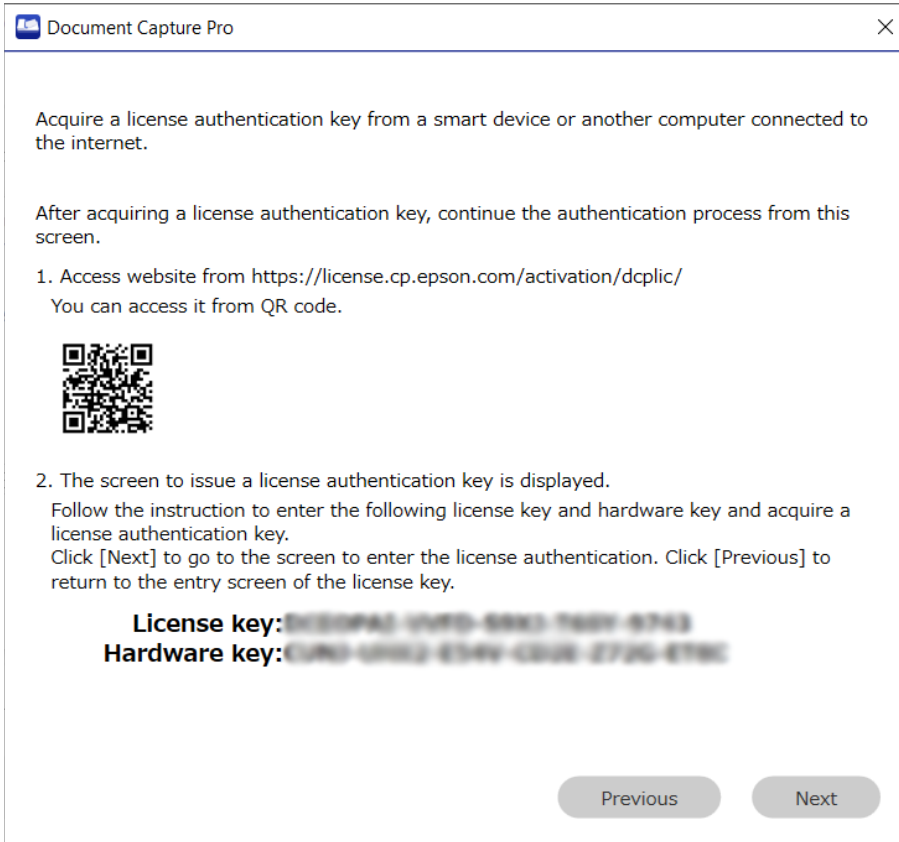 Document Capture Pro
Acquire a license authentication key from a smart device or another computer connected to
the internet.
After acquiring a license authentication key, continue the authentication process from this
screen.
1. Access website from https://license.cp.epson.com/activation/dcplic/
You can access it from QR code.
2. The screen to issue a license authentication key is displayed.
Follow the instruction to enter the following license key and hardware key and acquire a
license authentication key.
Click [Next] to go to the screen to enter the license authentication. Click [Previous] to
return to the entry screen of the license key.
License key:
Hardware key:
Previous
Next